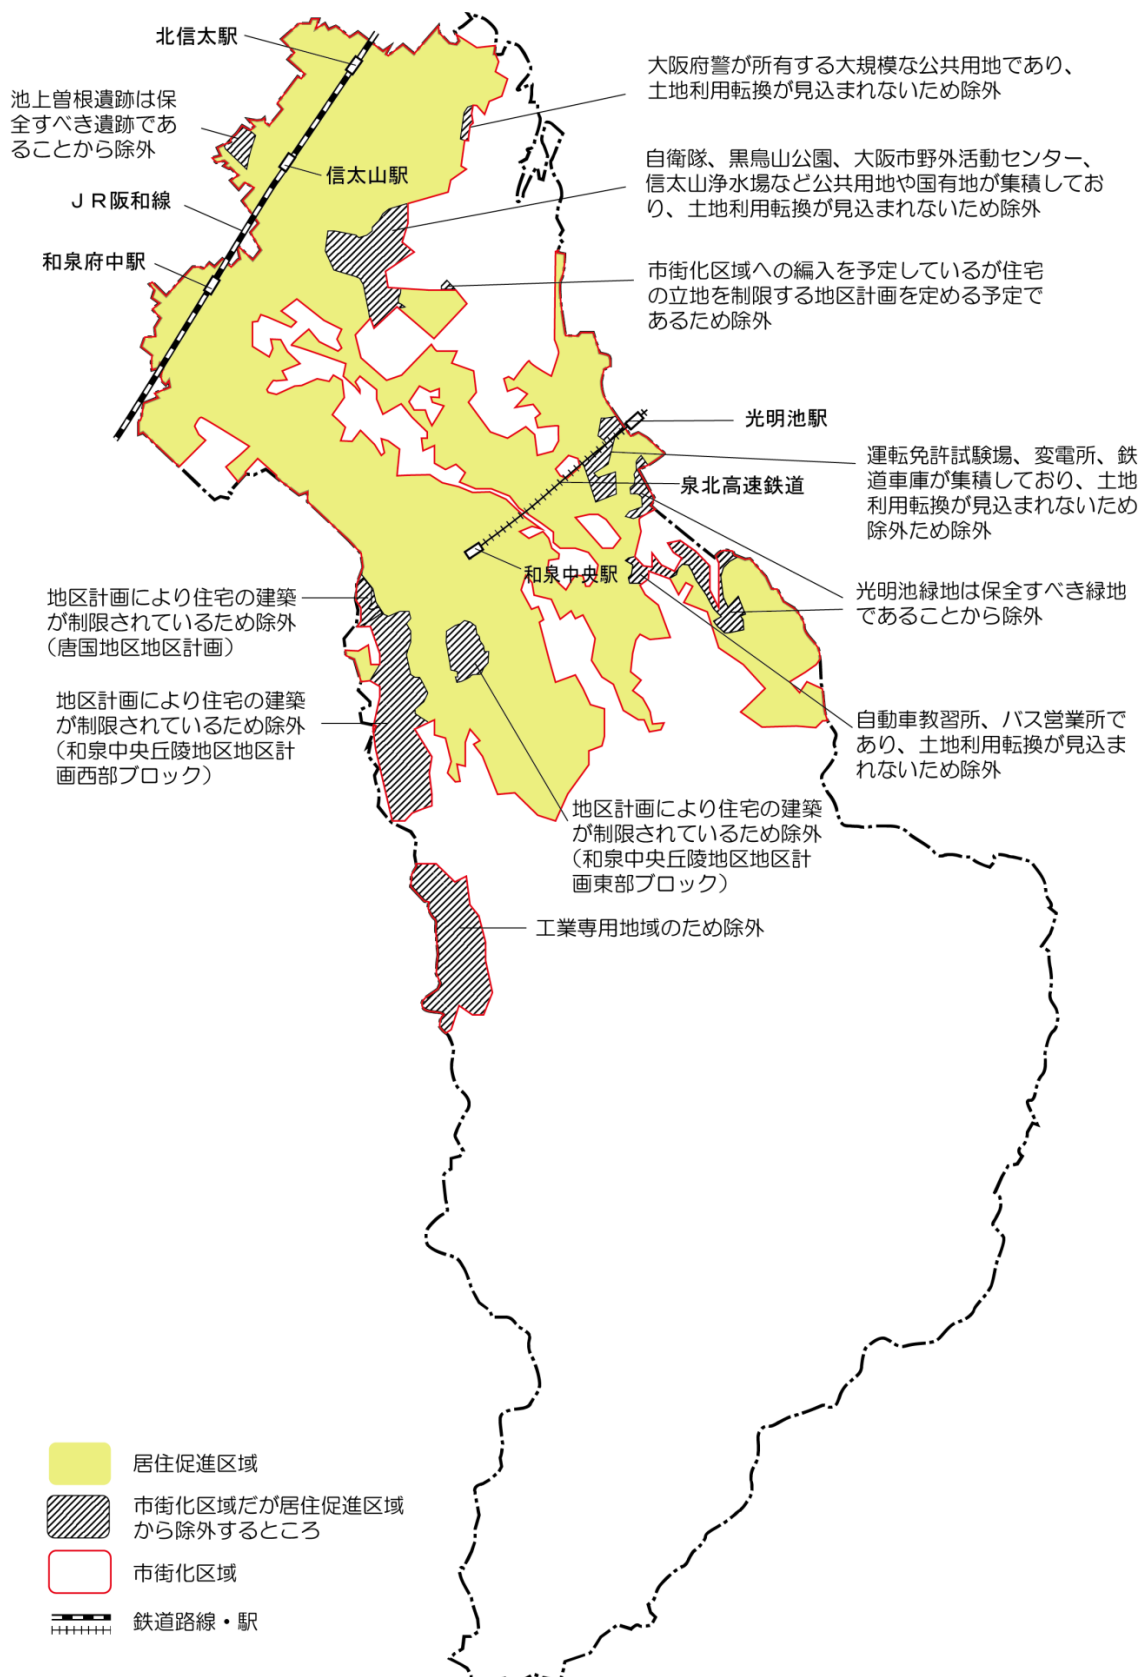 北信太駅
池上曽根遺跡は保
全すべき遺跡であ
ることから除外
信太山駅
ＪＲ阪和線
和泉府中駅
大阪府警が所有する大規模な公共用地であり、
土地利用転換が見込まれないため除外
自衛隊、黒鳥山公園、大阪市野外活動センター、
信太山浄水場など公共用地や国有地が集積してお
り、土地利用転換が見込まれないため除外
市街化区域への編入を予定しているが住宅
の立地を制限する地区計画を定める予定で
あるため除外
光明池駅
運転免許試験場、変電所、鉄
道車庫が集積しており、土地
利用転換が見込まれないため
除外ため除外
泉北高速鉄道
和泉中央駅
光明池緑地は保全すべき緑地
であることから除外
地区計画により住宅の建築
が制限されているため除外
（唐国地区地区計画）
地区計画により住宅の建築
が制限されているため除外
（和泉中央丘陵地区地区計
画西部ブロック）
自動車教習所、バス営業所で
あり、土地利用転換が見込ま
れないため除外
地区計画により住宅の建築
が制限されているため除外
（和泉中央丘陵地区地区計
画東部ブロック）
工業専用地域のため除外
居住促進区域
市街化区域だが居住促進区域
から除外するところ
市街化区域
鉄道路線・駅